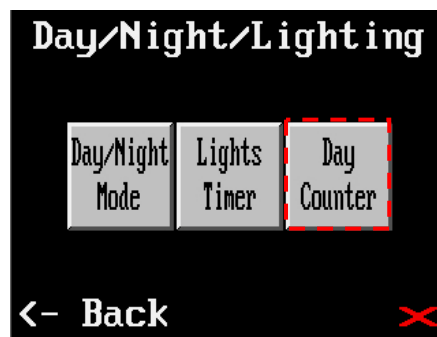 Day/Night/Lighting
Day/Night Mode
Lights Timer
Day Counter
<- Back